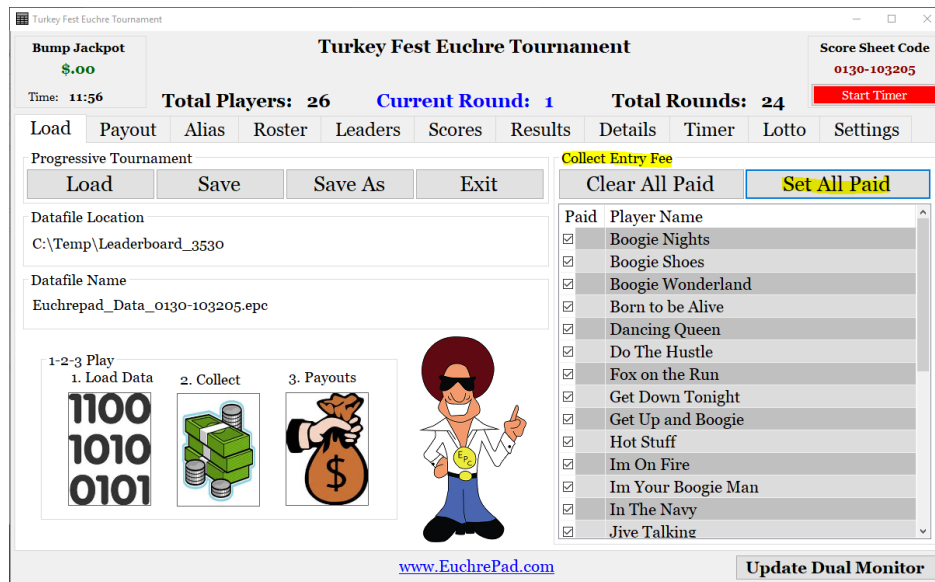 Turkey Fest Euchre Tournament
Bump Jackpot
$.00
Time: 11:56
Turkey Fest Euchre Tournament
Total Players: 26 Current Round: 1 Total Rounds: 24
Score Sheet Code
0130-103205
Start Timer
Load Payout Alias Roster Leaders Scores Results Details Timer Lotto Settings
Progressive Tournament
Load Save Save As Exit
Datafile Location
C:\Temp\Leaderboard_3530
Datafile Name
Euchrepad_Data_0130-103205.epc
1-2-3 Play
1. Load Data 2. Collect 3. Payouts
1100
1010
0101
$
EPC
Collect Entry Fee
Clear All Paid Set All Paid
Paid Player Name
Boogie Nights
Boogie Shoes
Boogie Wonderland
Born to be Alive
Dancing Queen
Do The Hustle
Fox on the Run
Get Down Tonight
Get Up and Boogie
Hot Stuff
Im On Fire
Im Your Boogie Man
In The Navy
Jive Talking
www.EuchrePad.com
Update Dual Monitor